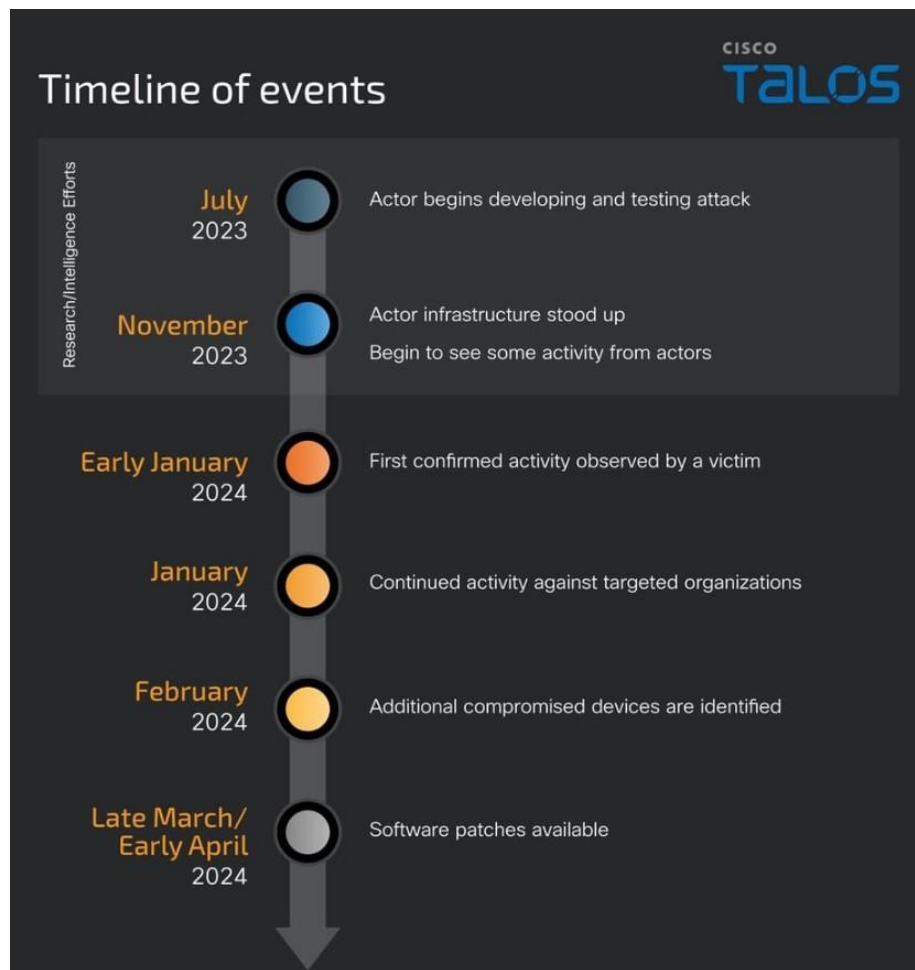 CISCO
TALOS
Timeline of events
Research/Intelligence Efforts
July
2023
Actor begins developing and testing attack
November
2023
Actor infrastructure stood up
Begin to see some activity from actors
Early January
2024
First confirmed activity observed by a victim
January
2024
Continued activity against targeted organizations
February
2024
Additional compromised devices are identified
Late March/
Early April
2024
Software patches available